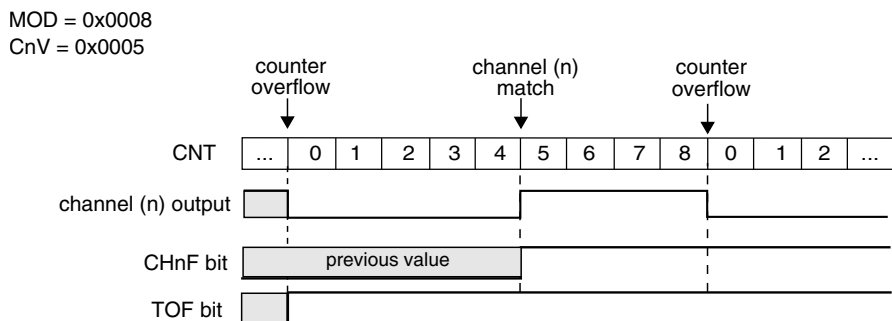 MOD = 0x0008
CnV = 0x0005
counter
overflow
channel (n)
match
counter
overflow
CNT ... 0 1 2 3 4 5 6 7 8 0 1 2 ...
channel (n) output
CHnF bit previous value
TOF bit